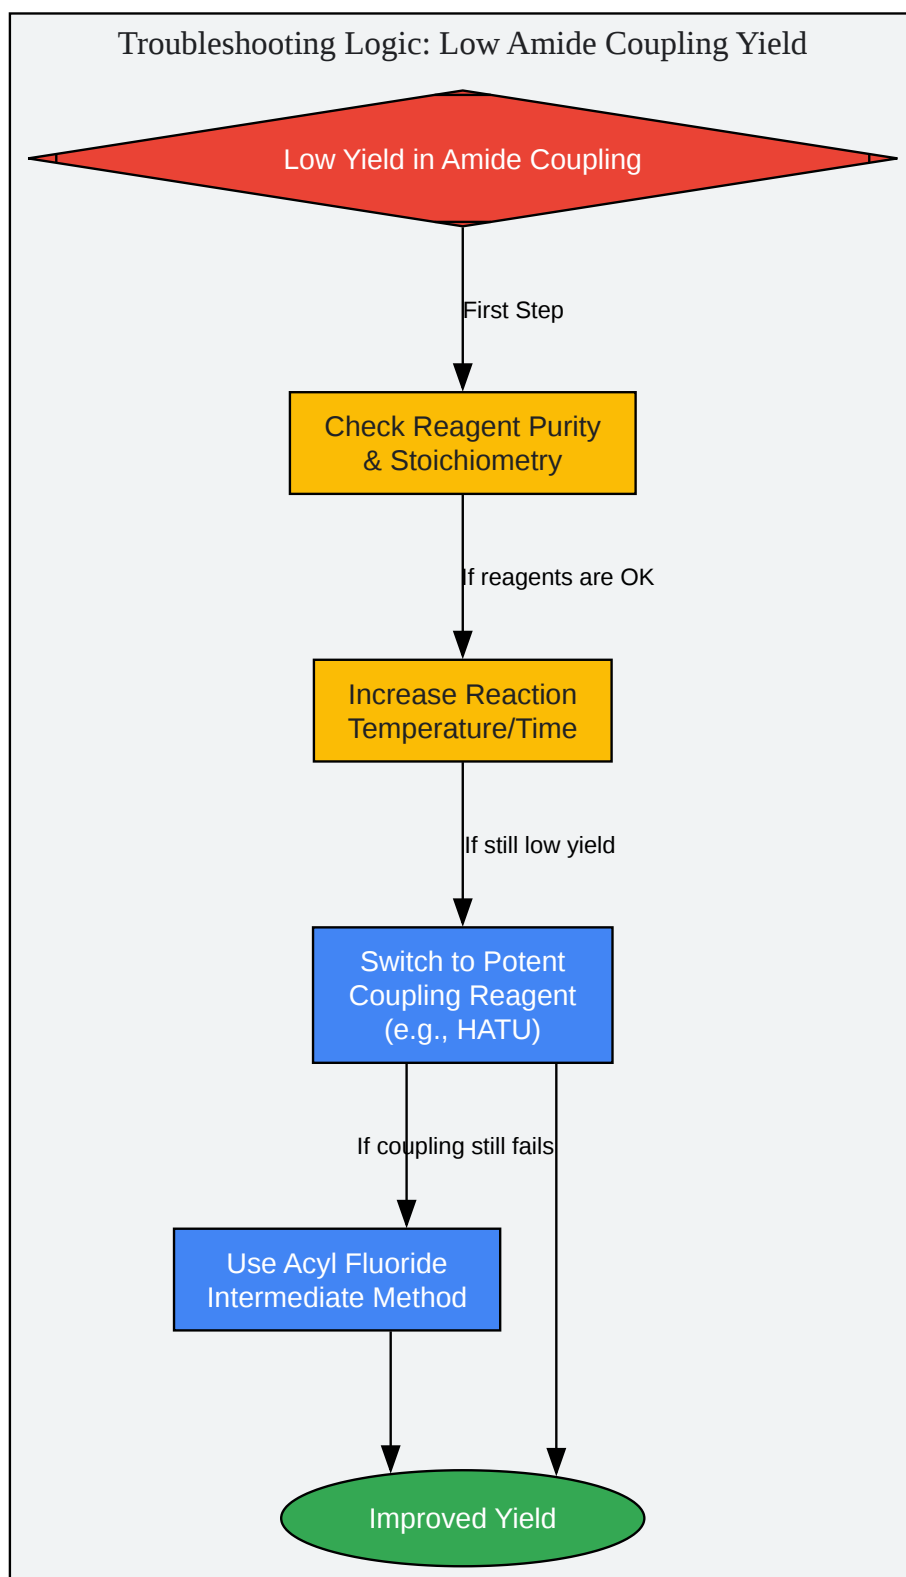 Troubleshooting Logic: Low Amide Coupling Yield
Low Yield in Amide Coupling
First Step
Check Reagent Purity
& Stoichiometry
If reagents are OK
Increase Reaction
Temperature/Time
If still low yield
Switch to Potent
Coupling Reagent
(e.g., HATU)
If coupling still fails
Use Acyl Fluoride
Intermediate Method
Improved Yield